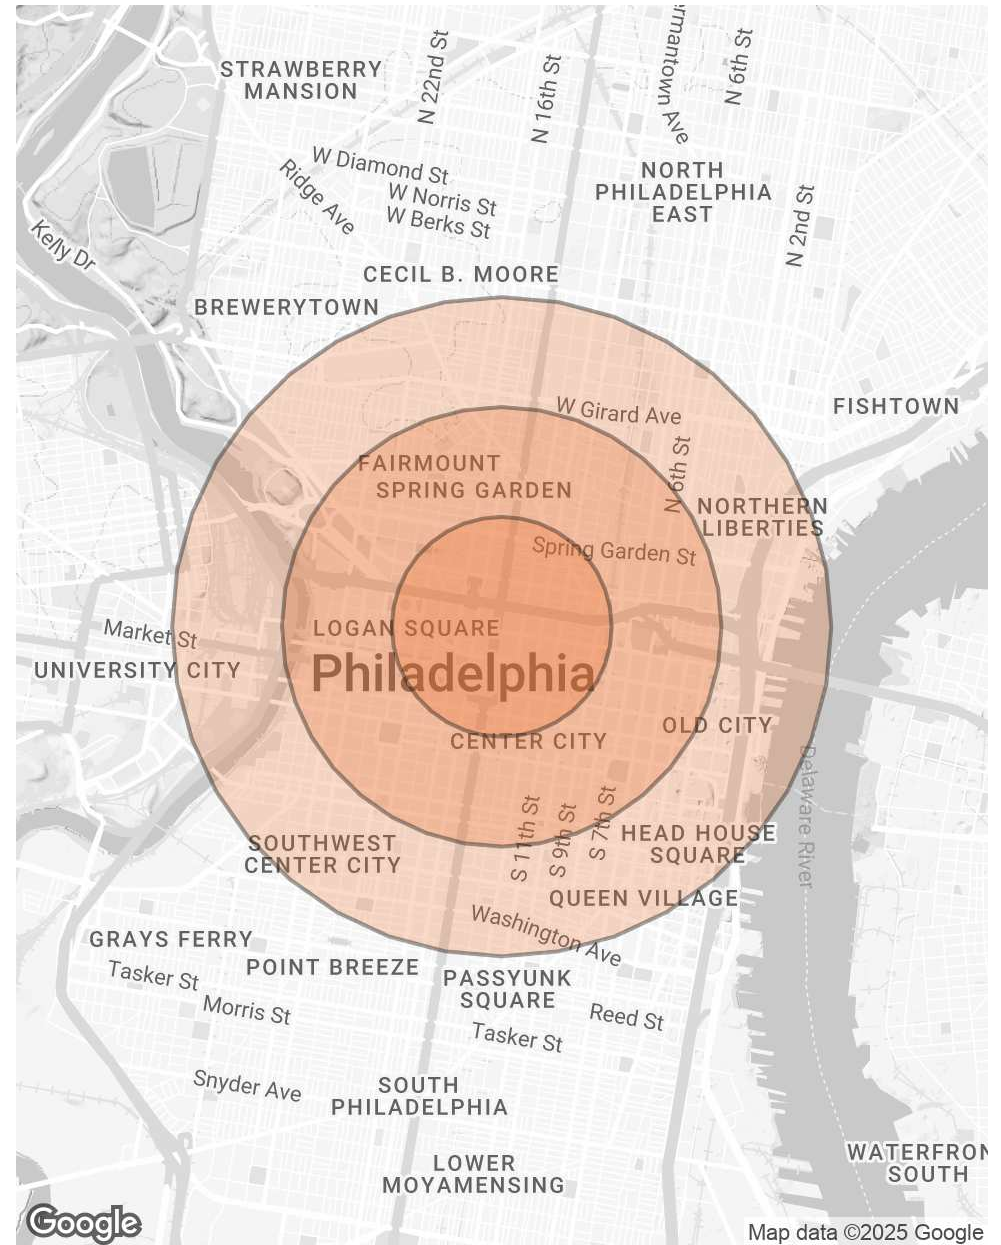 STRAWBERRY
MANSION
N 22nd St
N 16th St
rmantown Ave
N 6th St
W Diamond St
Ridge Ave
W Norris St
W Berks St
NORTH
PHILADELPHIA
EAST
N 2nd St
Kelly Dr
CECIL B. MOORE
BREWERYTOWN
W Girard Ave
FISHTOWN
FAIRMOUNT
SPRING GARDEN
N 6th St
NORTHERN
LIBERTIES
Spring Garden St
Market St
LOGAN SQUARE
UNIVERSITY CITY
Philadelphia
OLD CITY
CENTER CITY
Delaware River
S 11th St
S 9th St
S 7th St
HEAD HOUSE
SQUARE
SOUTHWEST
CENTER CITY
QUEEN VILLAGE
Washington Ave
GRAYS FERRY
POINT BREEZE
Tasker St
PASSYUNK
SQUARE
Morris St
Reed St
Tasker St
Snyder Ave
SOUTH
PHILADELPHIA
LOWER
MOYAMENSING
WATERFRON
SOUTH
Google
Map data ©2025 Google